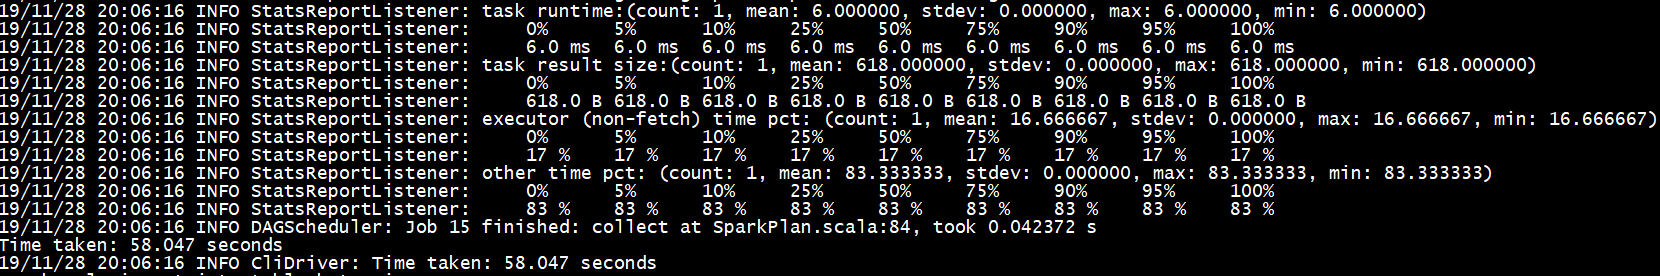 19/11/28 20:06:16 INFO StatsReportListener: task runtime:(count: 1, mean: 6.000000, stdev: 0.000000, max: 6.000000, min: 6.000000)
19/11/28 20:06:16 INFO StatsReportListener: 0% 5% 10% 25% 50% 75% 90% 95% 100%
19/11/28 20:06:16 INFO StatsReportListener: 6.0 ms 6.0 ms 6.0 ms 6.0 ms 6.0 ms 6.0 ms 6.0 ms 6.0 ms 6.0 ms
19/11/28 20:06:16 INFO StatsReportListener: task result size:(count: 1, mean: 618.000000, stdev: 0.000000, max: 618.000000, min: 618.000000)
19/11/28 20:06:16 INFO StatsReportListener: 0% 5% 10% 25% 50% 75% 90% 95% 100%
19/11/28 20:06:16 INFO StatsReportListener: 618.0 B 618.0 B 618.0 B 618.0 B 618.0 B 618.0 B 618.0 B 618.0 B 618.0 B
19/11/28 20:06:16 INFO StatsReportListener: executor (non-fetch) time pct: (count: 1, mean: 16.666667, stdev: 0.000000, max: 16.666667, min: 16.666667)
19/11/28 20:06:16 INFO StatsReportListener: 0% 5% 10% 25% 50% 75% 90% 95% 100%
19/11/28 20:06:16 INFO StatsReportListener: 17 % 17 % 17 % 17 % 17 % 17 % 17 % 17 % 17 %
19/11/28 20:06:16 INFO StatsReportListener: other time pct: (count: 1, mean: 83.333333, stdev: 0.000000, max: 83.333333, min: 83.333333)
19/11/28 20:06:16 INFO StatsReportListener: 0% 5% 10% 25% 50% 75% 90% 95% 100%
19/11/28 20:06:16 INFO StatsReportListener: 83 % 83 % 83 % 83 % 83 % 83 % 83 % 83 % 83 %
19/11/28 20:06:16 INFO DAGScheduler: Job 15 finished: collect at SparkPlan.scala:84, took 0.042372 s
Time taken: 58.047 seconds
19/11/28 20:06:16 INFO CliDriver: Time taken: 58.047 seconds